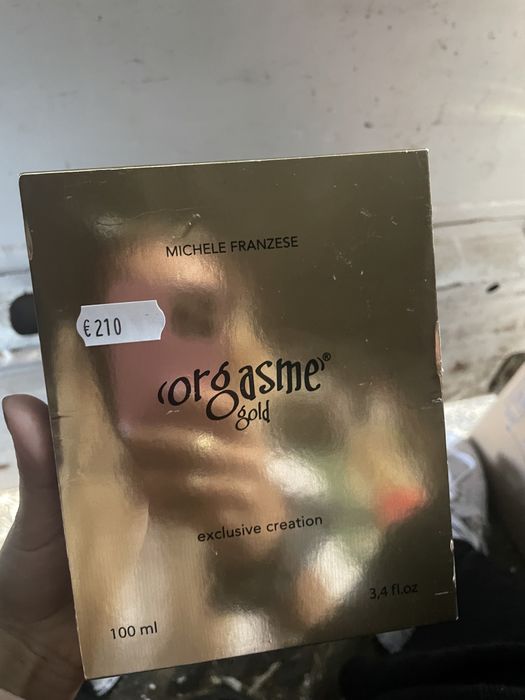 MICHELE FRANZESE
€210
(orgasme)®
gold
exclusive creation
3,4 fl.oz
100 ml